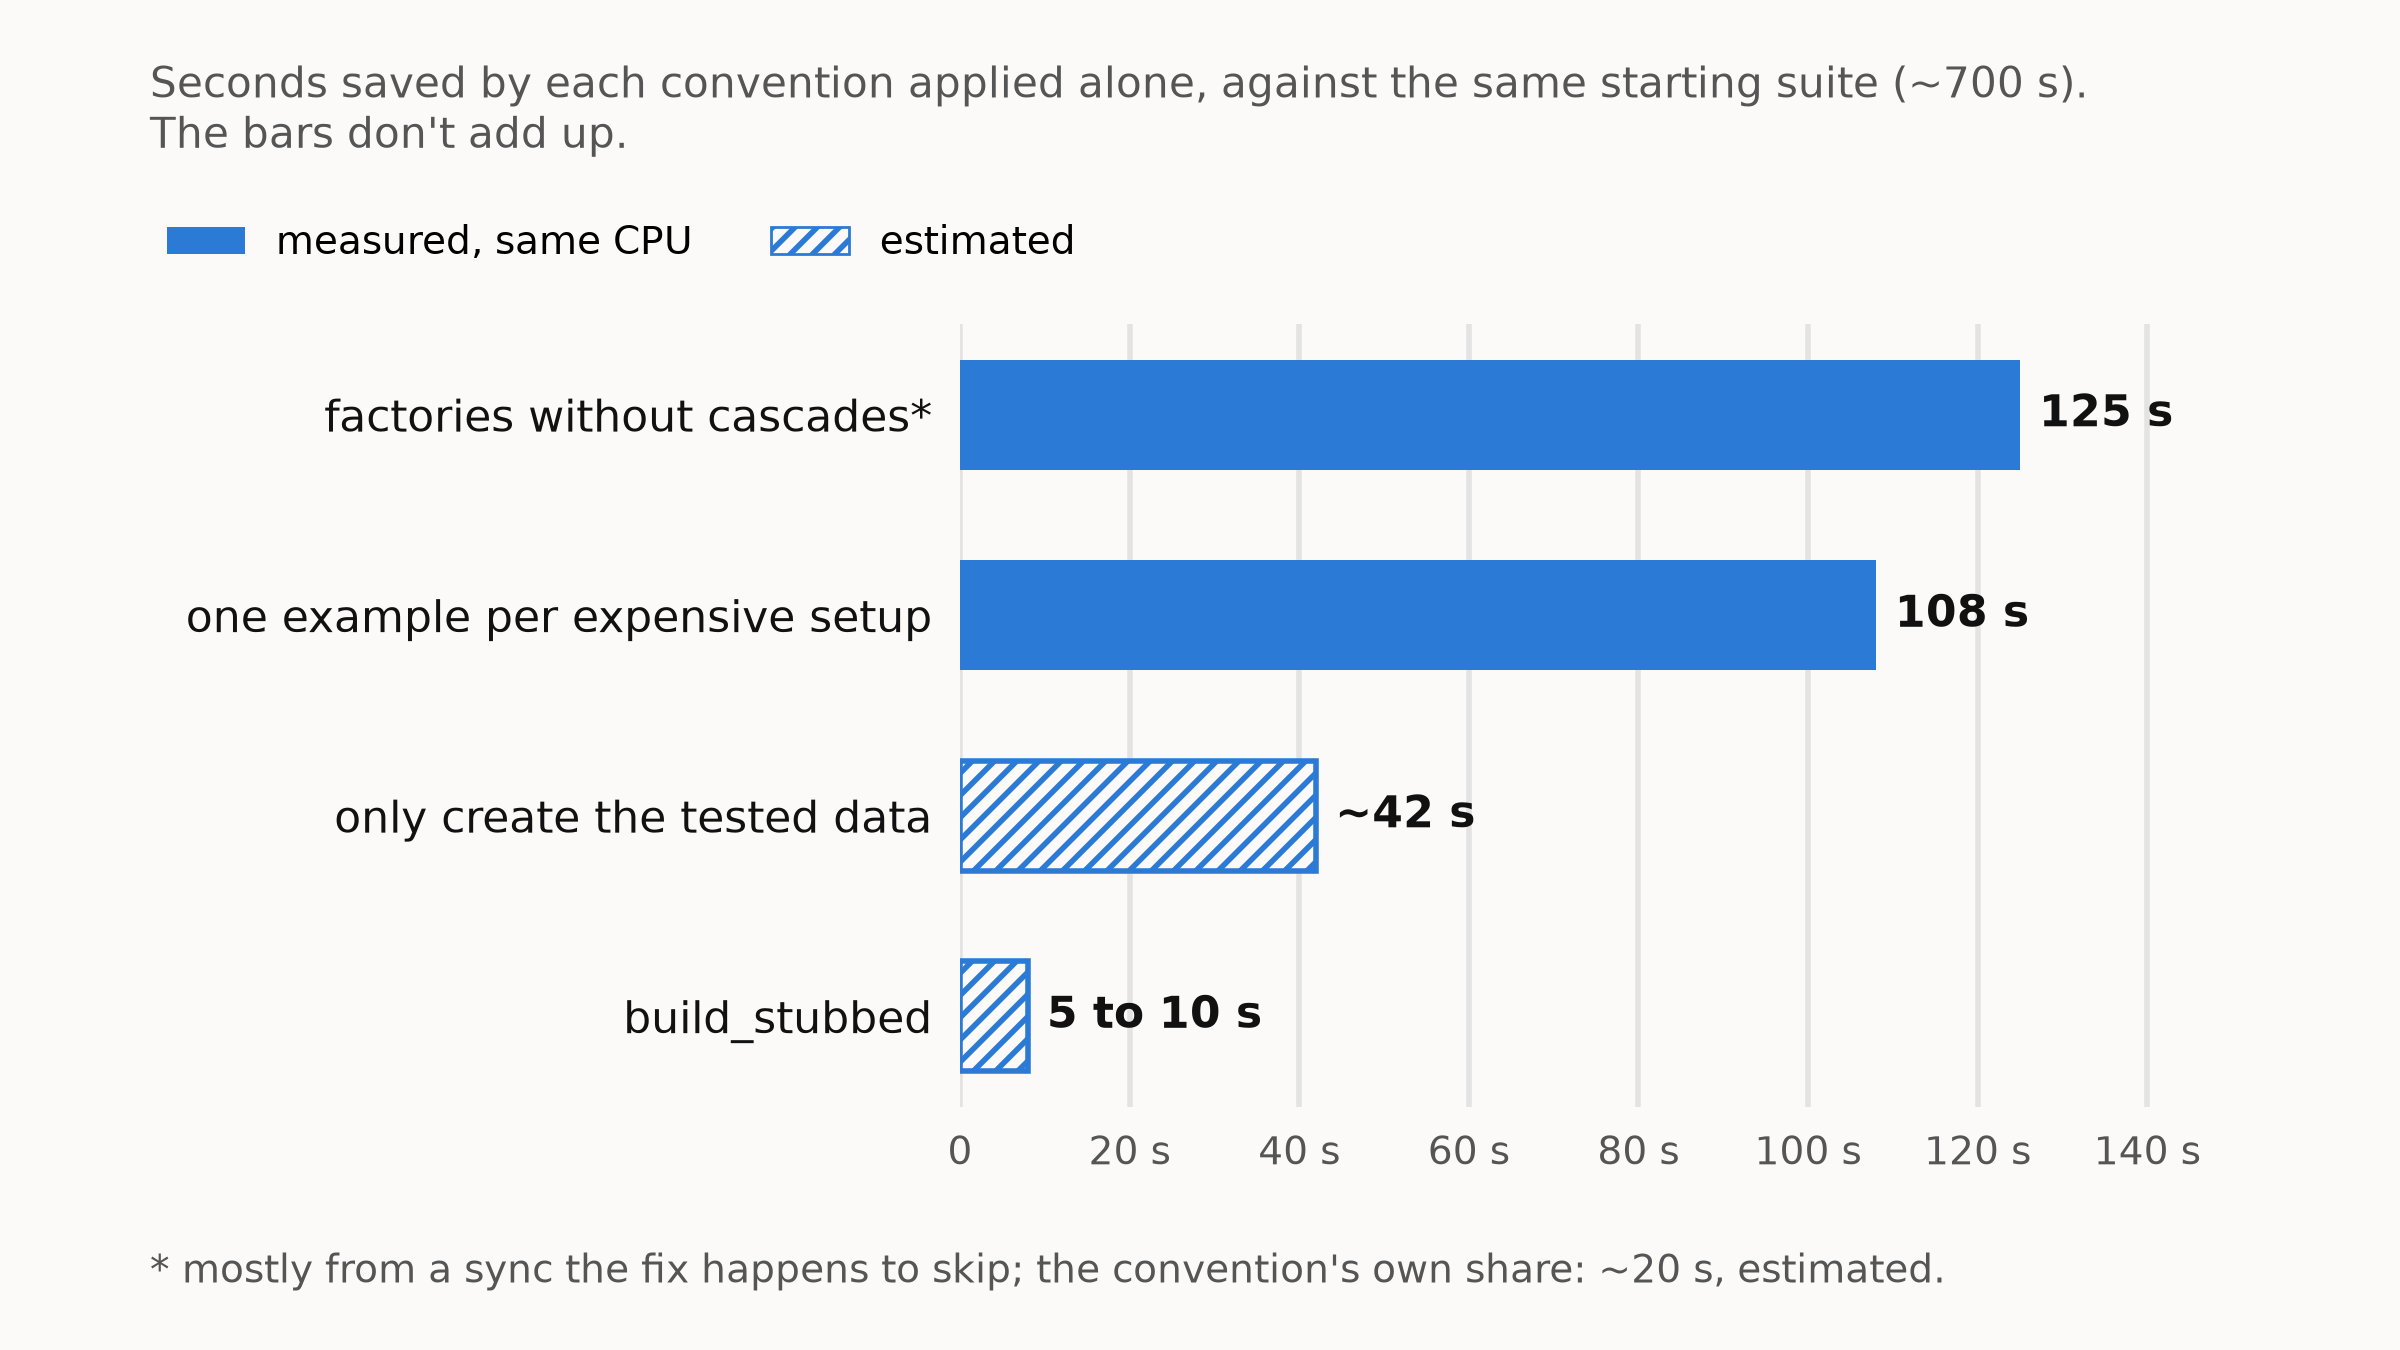 Seconds saved by each convention applied alone, against the same starting suite (~700 s).
The bars don't add up.
measured, same CPU
estimated
factories without cascades*
125 s
one example per expensive setup
108 s
only create the tested data
~42 s
build_stubbed
5 to 10 s
0
20 s
40 s
60 s
80 s
100 s
120 s
140 s
* mostly from a sync the fix happens to skip; the convention's own share: ~20 s, estimated.